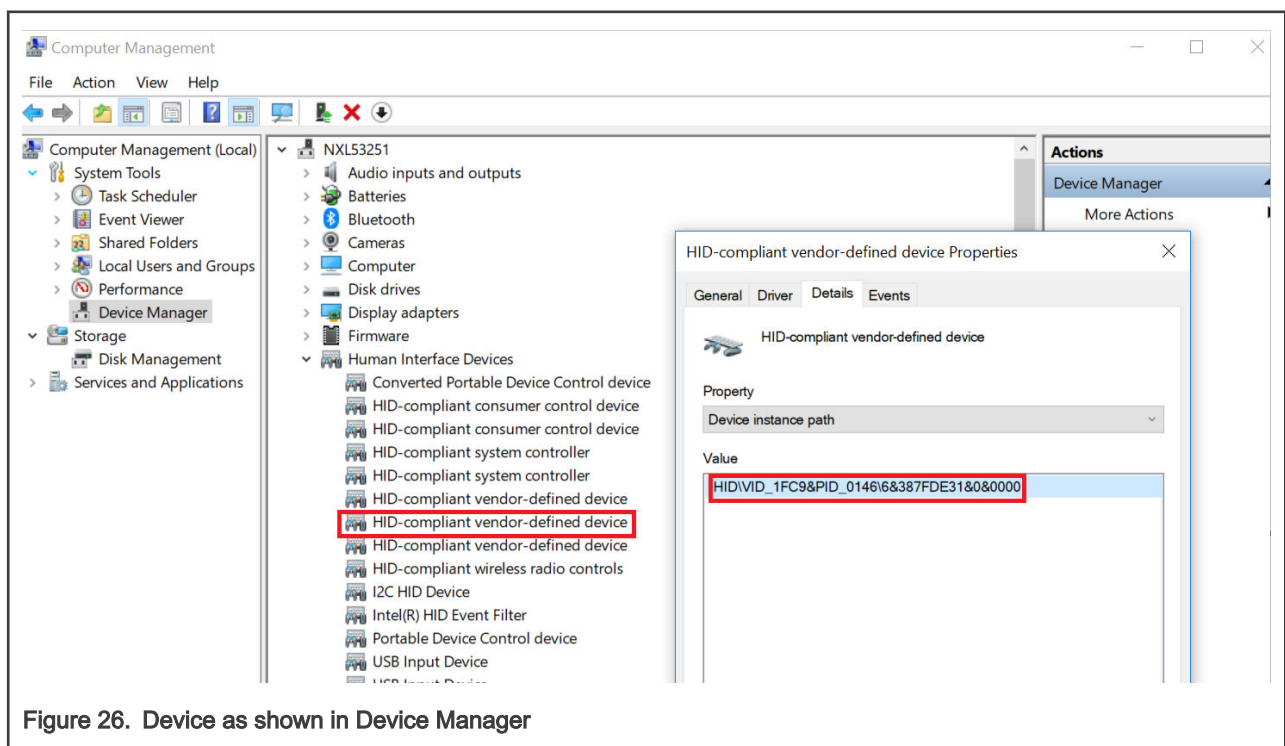 Computer Management
File Action View Help
Computer Management (Local)
System Tools
Task Scheduler
Event Viewer
Shared Folders
Local Users and Groups
Performance
Device Manager
Storage
Disk Management
Services and Applications
NXL53251
Audio inputs and outputs
Batteries
Bluetooth
Cameras
Computer
Disk drives
Display adapters
Firmware
Human Interface Devices
Converted Portable Device Control device
HID-compliant consumer control device
HID-compliant consumer control device
HID-compliant system controller
HID-compliant system controller
HID-compliant vendor-defined device
HID-compliant vendor-defined device
HID-compliant vendor-defined device
HID-compliant wireless radio controls
I2C HID Device
Intel(R) HID Event Filter
Portable Device Control device
USB Input Device
USB Input Device
Actions
Device Manager
More Actions
HID-compliant vendor-defined device Properties
General Driver Details Events
HID-compliant vendor-defined device
Property
Device instance path
Value
HID\VID_1FC9&PID_0146\6&387FDE31&0&0000
Figure 26. Device as shown in Device Manager